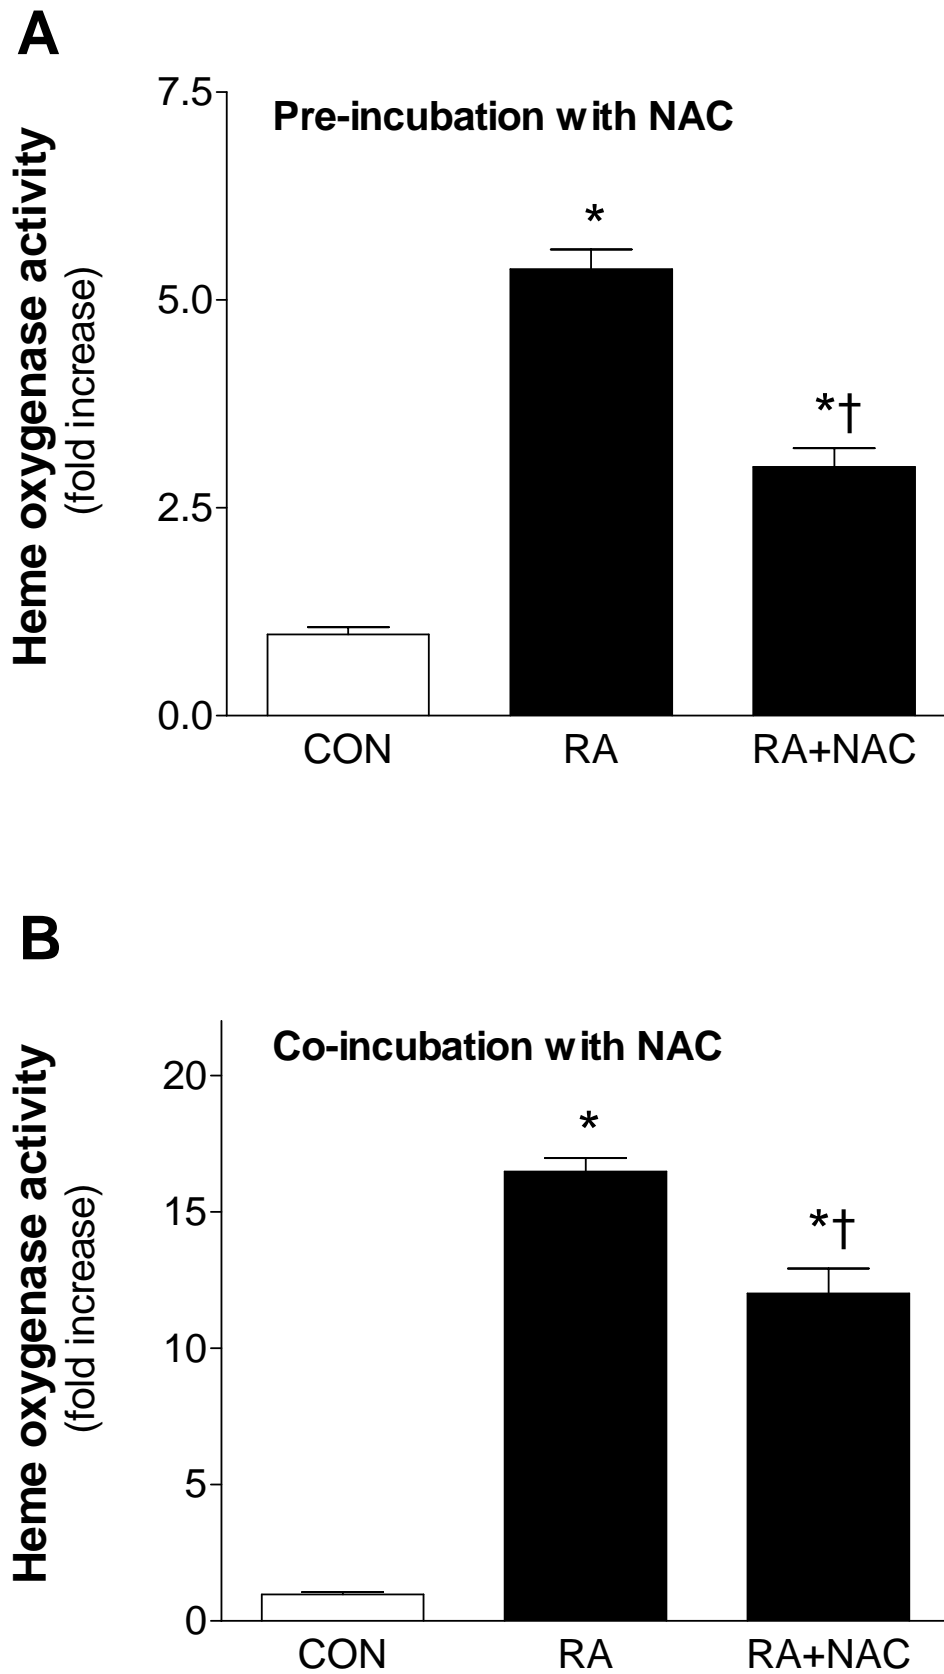 A
Pre-incubation with NAC
Heme oxygenase activity
(fold increase)
7.5
5.0
2.5
0.0
*
*†
CON
RA
RA+NAC
B
Co-incubation with NAC
Heme oxygenase activity
(fold increase)
20
15
10
5
0
*
*†
CON
RA
RA+NAC